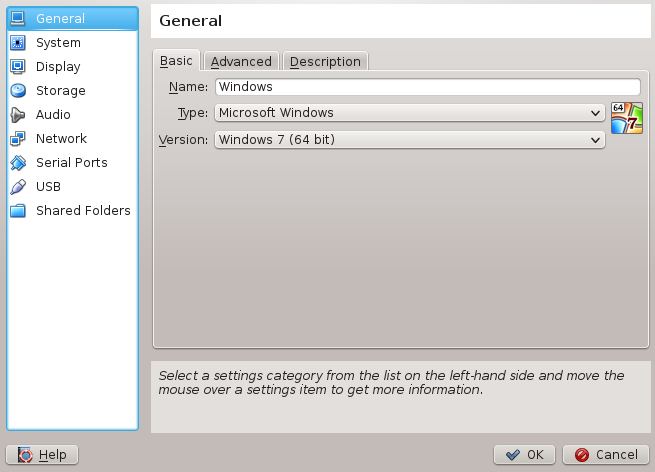 General
System
Display
Storage
Audio
Network
Serial Ports
USB
Shared Folders
General
Basic Advanced Description
Name: Windows
Type: Microsoft Windows
64
7
Version: Windows 7 (64 bit)
Select a settings category from the list on the left-hand side and move the
mouse over a settings item to get more information.
Help OK Cancel